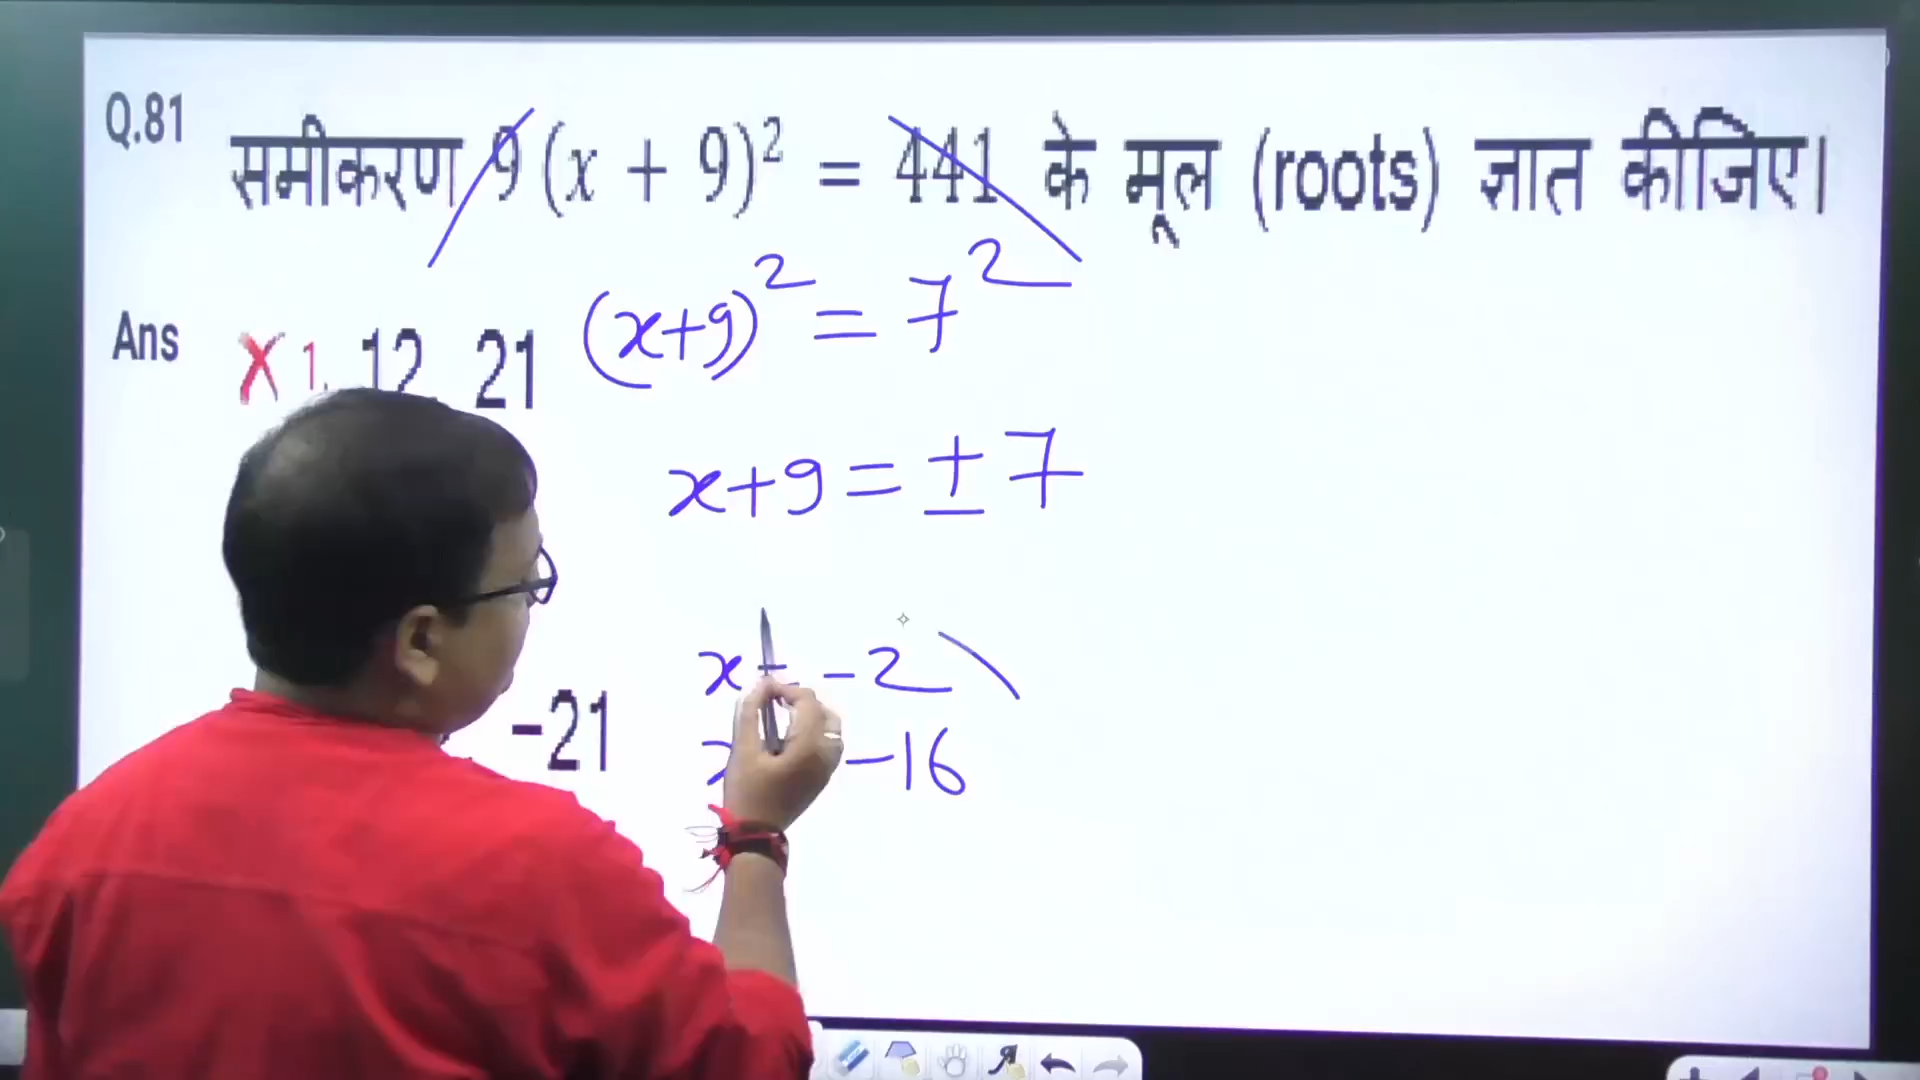 Q.81
समीकरण 9 (x + 9)² = 441 के मूल (roots) ज्ञात कीजिए।
(x+9)² = 7²
Ans X 1. 12, 21
x+9 = ± 7
x = -2
-21
x -16